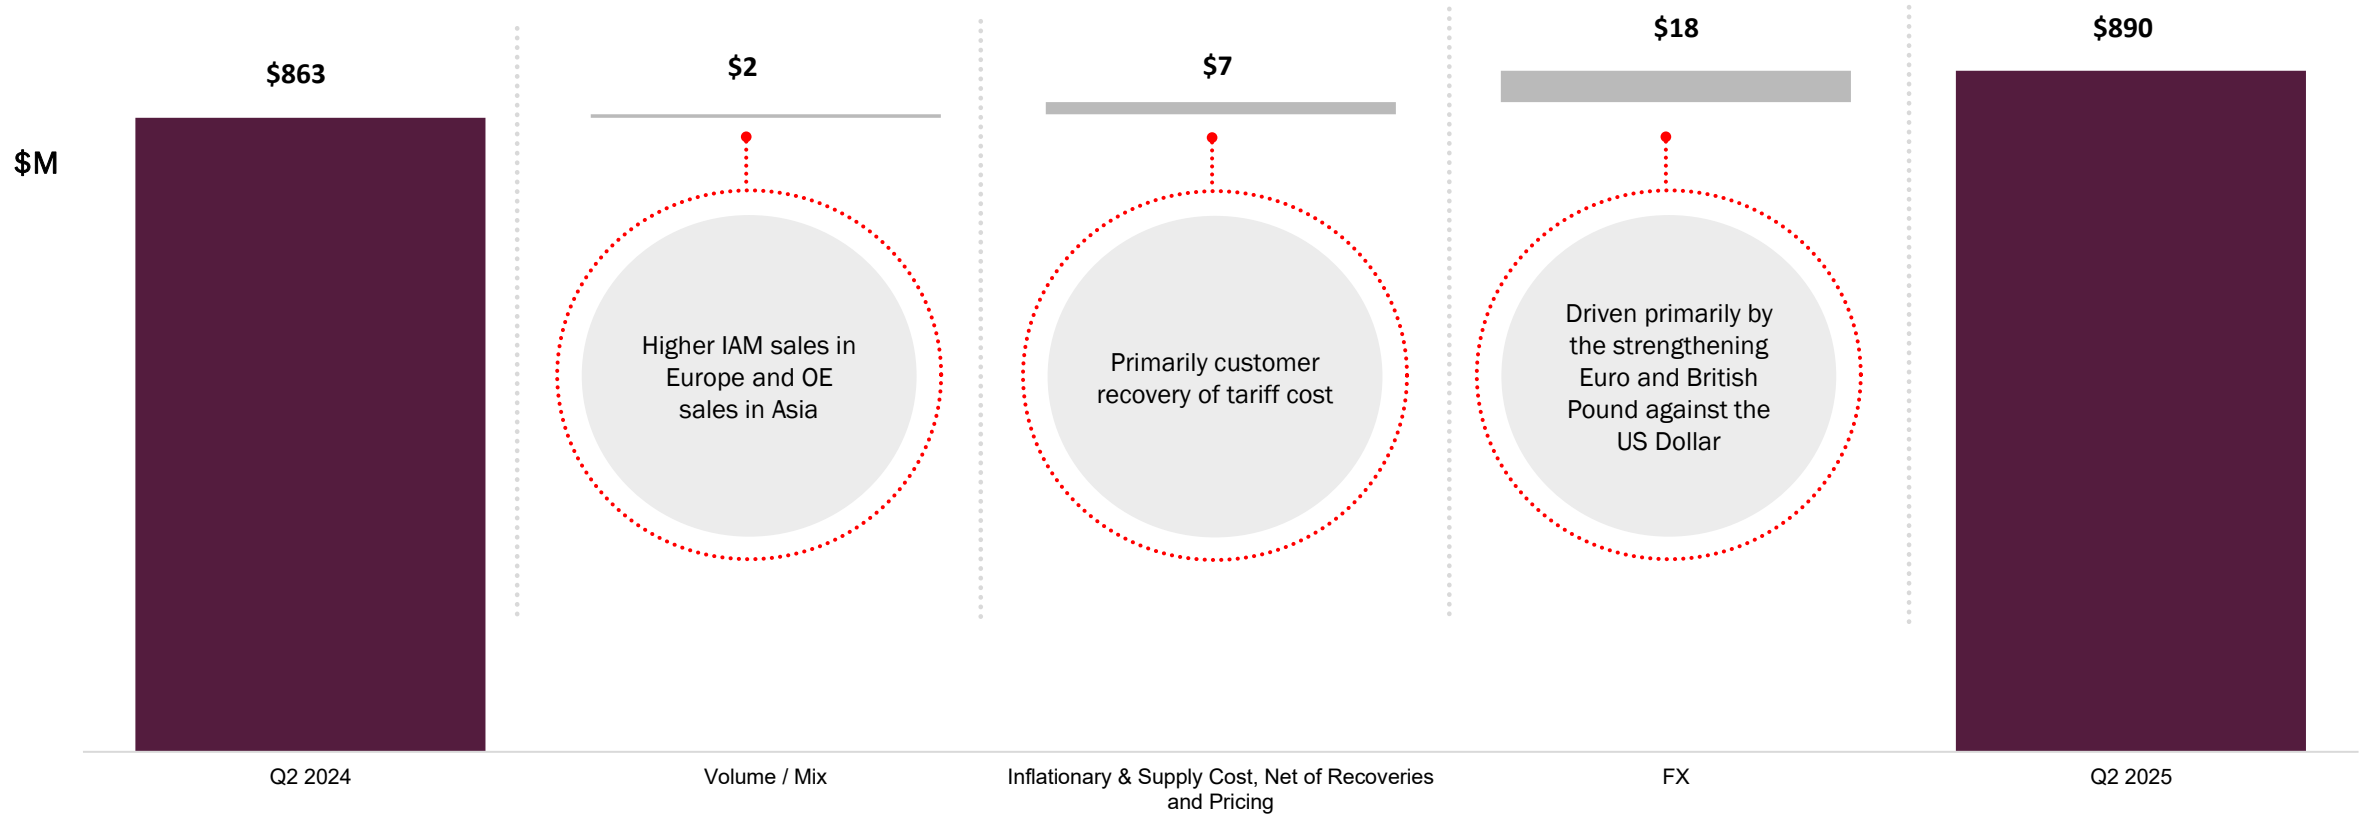 $M
$863
$2
$7
$18
$890
Higher IAM sales in
Europe and OE
sales in Asia
Primarily customer
recovery of tariff cost
Driven primarily by
the strengthening
Euro and British
Pound against the
US Dollar
Q2 2024
Volume / Mix
Inflationary & Supply Cost, Net of Recoveries
and Pricing
FX
Q2 2025